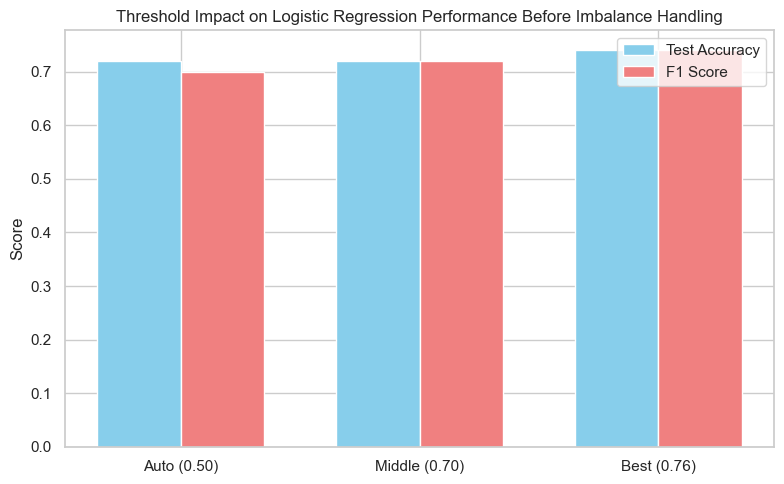 Threshold Impact on Logistic Regression Performance Before Imbalance Handling
Test Accuracy
F1 Score
Score
0.7
0.6
0.5
0.4
0.3
0.2
0.1
0.0
Auto (0.50)
Middle (0.70)
Best (0.76)